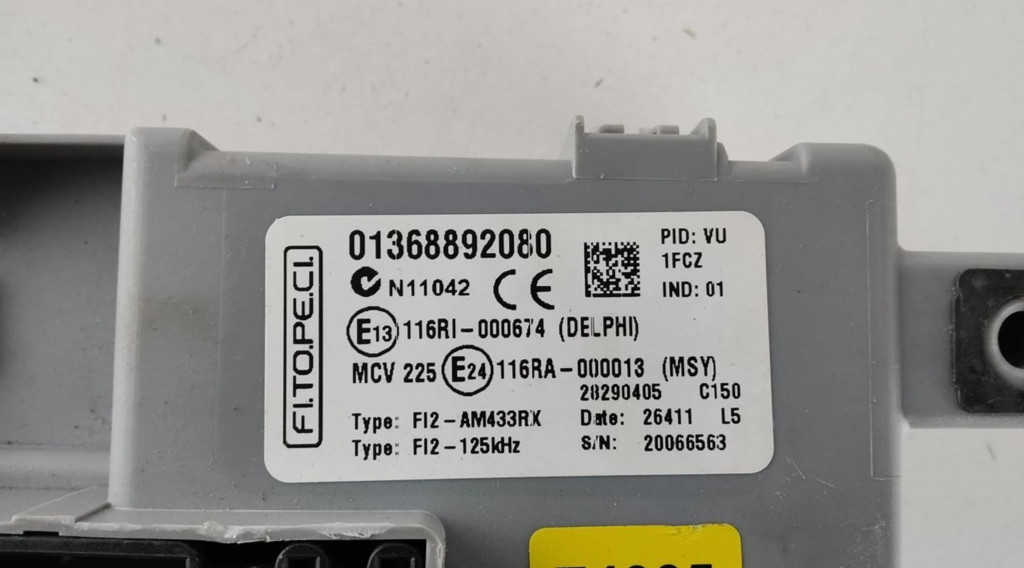 FI.TO.PE.CI.
01368892080
PID: VU
1FCZ
N11042 CE
IND: 01
E13 116RI-000674 (DELPHI)
MCV 225 E24 116RA-000013 (MSY)
28290405 C150
Type: FI2-AM433RX Date: 26411 L5
Type: FI2-125kHz S/N: 20066563